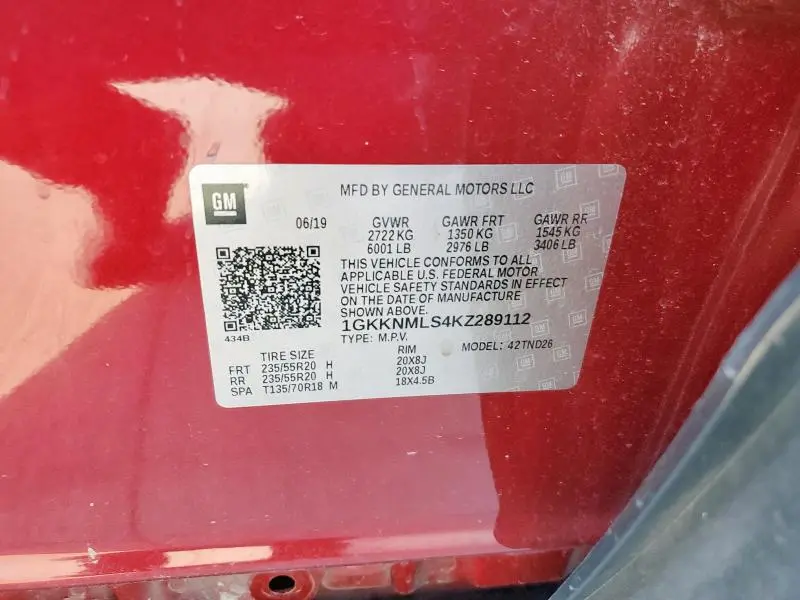 GM
MFD BY GENERAL MOTORS LLC
06/19 GVWR GAWR FRT GAWR RR
2722 KG 1350 KG 1545 KG
6001 LB 2976 LB 3406 LB
THIS VEHICLE CONFORMS TO ALL
APPLICABLE U.S. FEDERAL MOTOR
VEHICLE SAFETY STANDARDS IN EFFECT
ON THE DATE OF MANUFACTURE
SHOWN ABOVE.
1GKKNMLS4KZ289112
434B
TYPE: M.P.V. MODEL: 42TND26
TIRE SIZE RIM
FRT 235/55R20 H 20X8J
RR 235/55R20 H 20X8J
SPA T135/70R18 M 18X4.5B